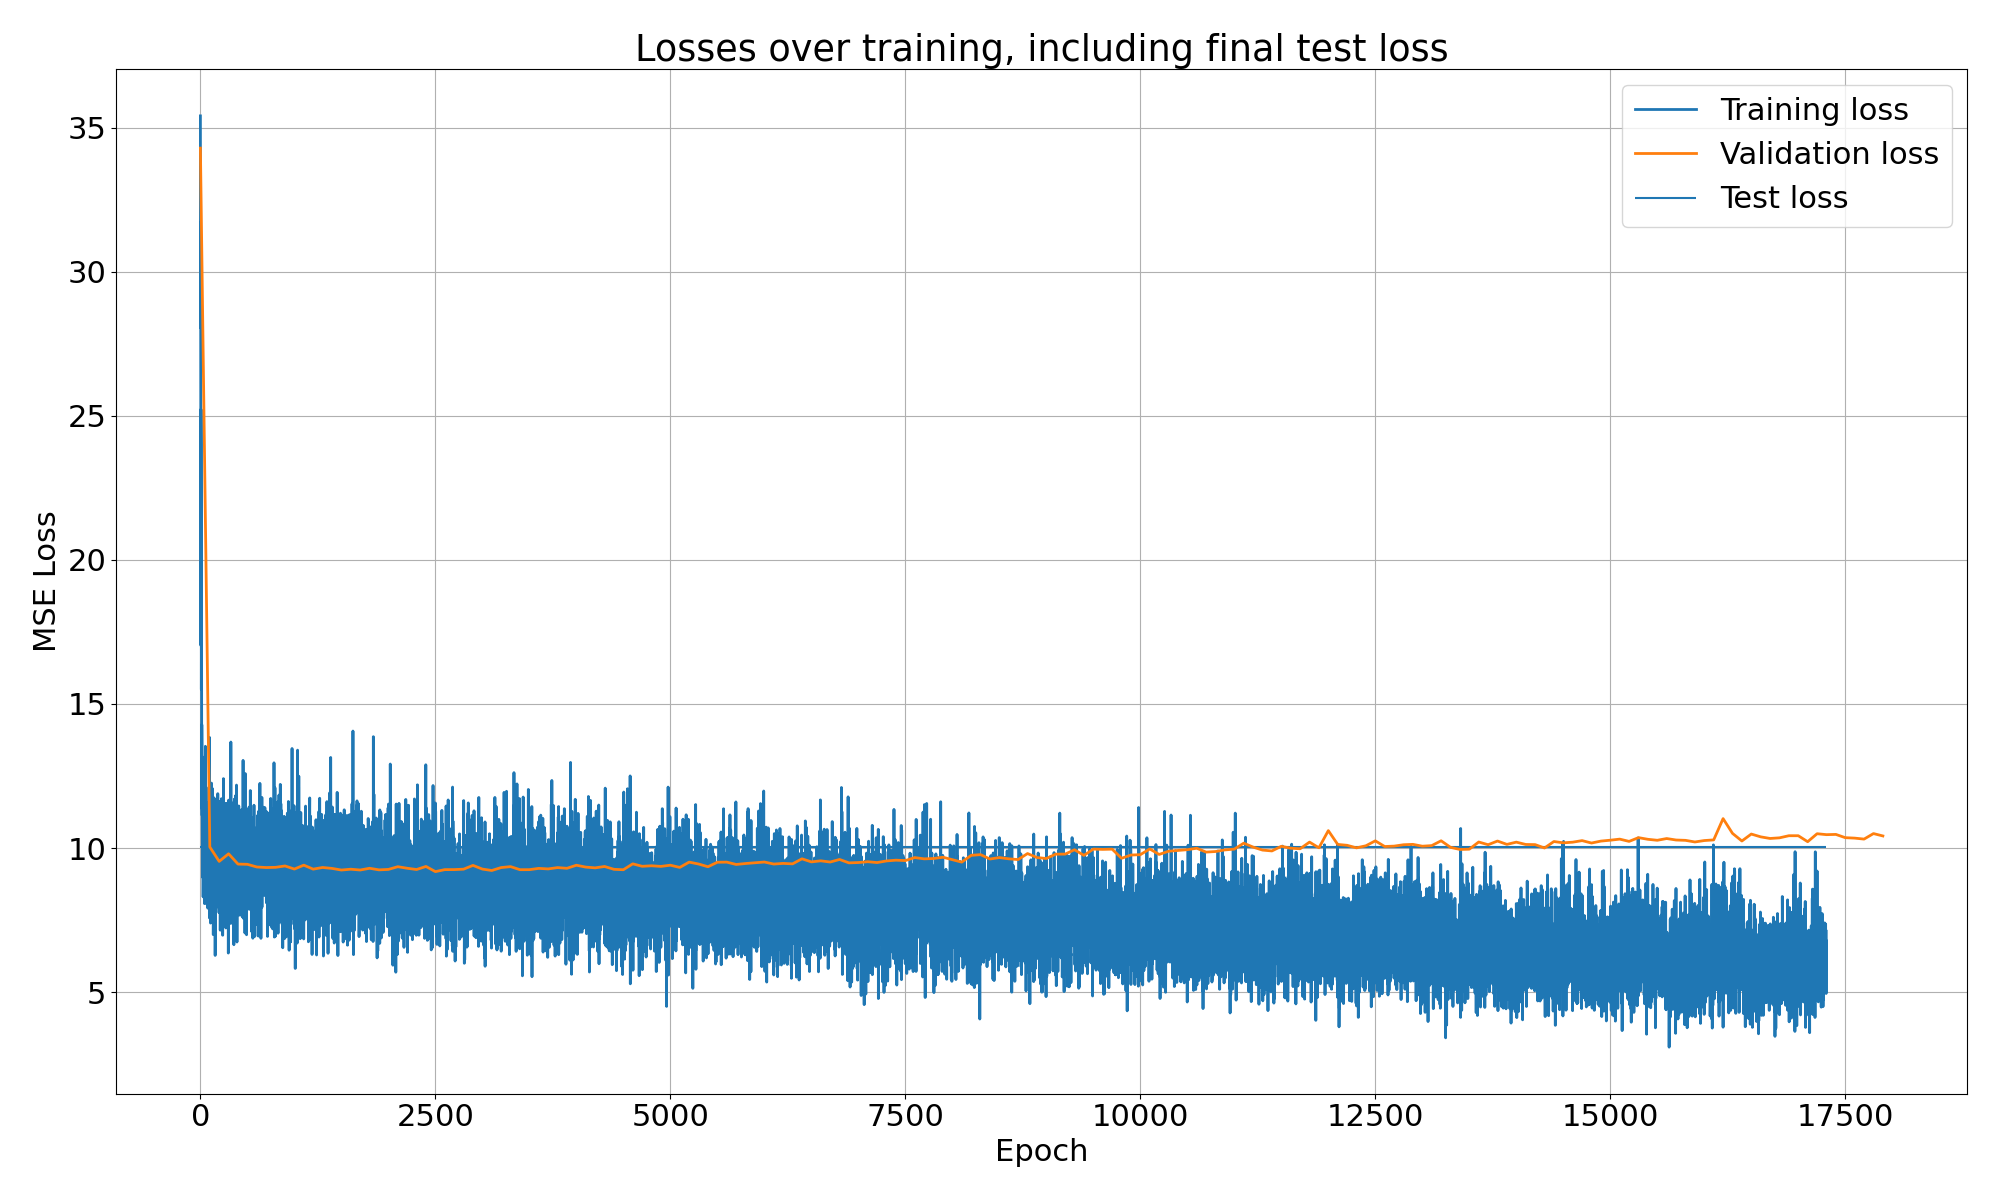 Losses over training, including final test loss
Training loss
Validation loss
Test loss
35
30
25
20
15
10
5
MSE Loss
0 2500 5000 7500 10000 12500 15000 17500
Epoch